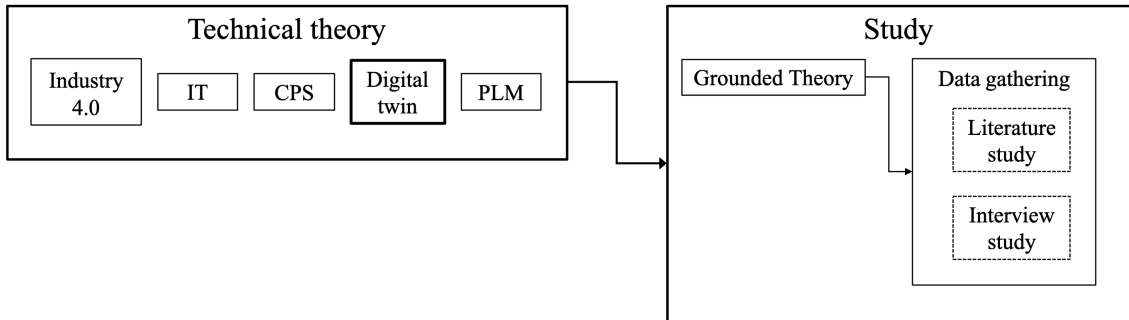 Technical theory
Industry
4.0
IT
CPS
Digital
twin
PLM
Study
Grounded Theory
Data gathering
Literature
study
Interview
study